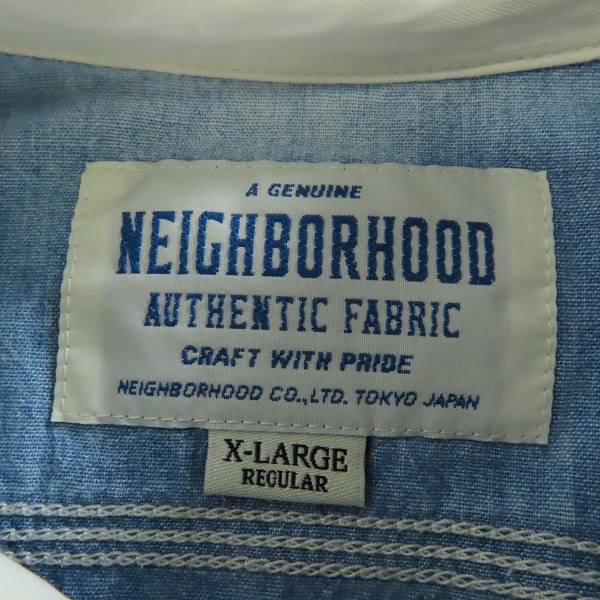 A GENUINE
NEIGHBORHOOD
AUTHENTIC FABRIC
CRAFT WITH PRIDE
NEIGHBORHOOD CO., LTD. TOKYO JAPAN
X-LARGE
REGULAR